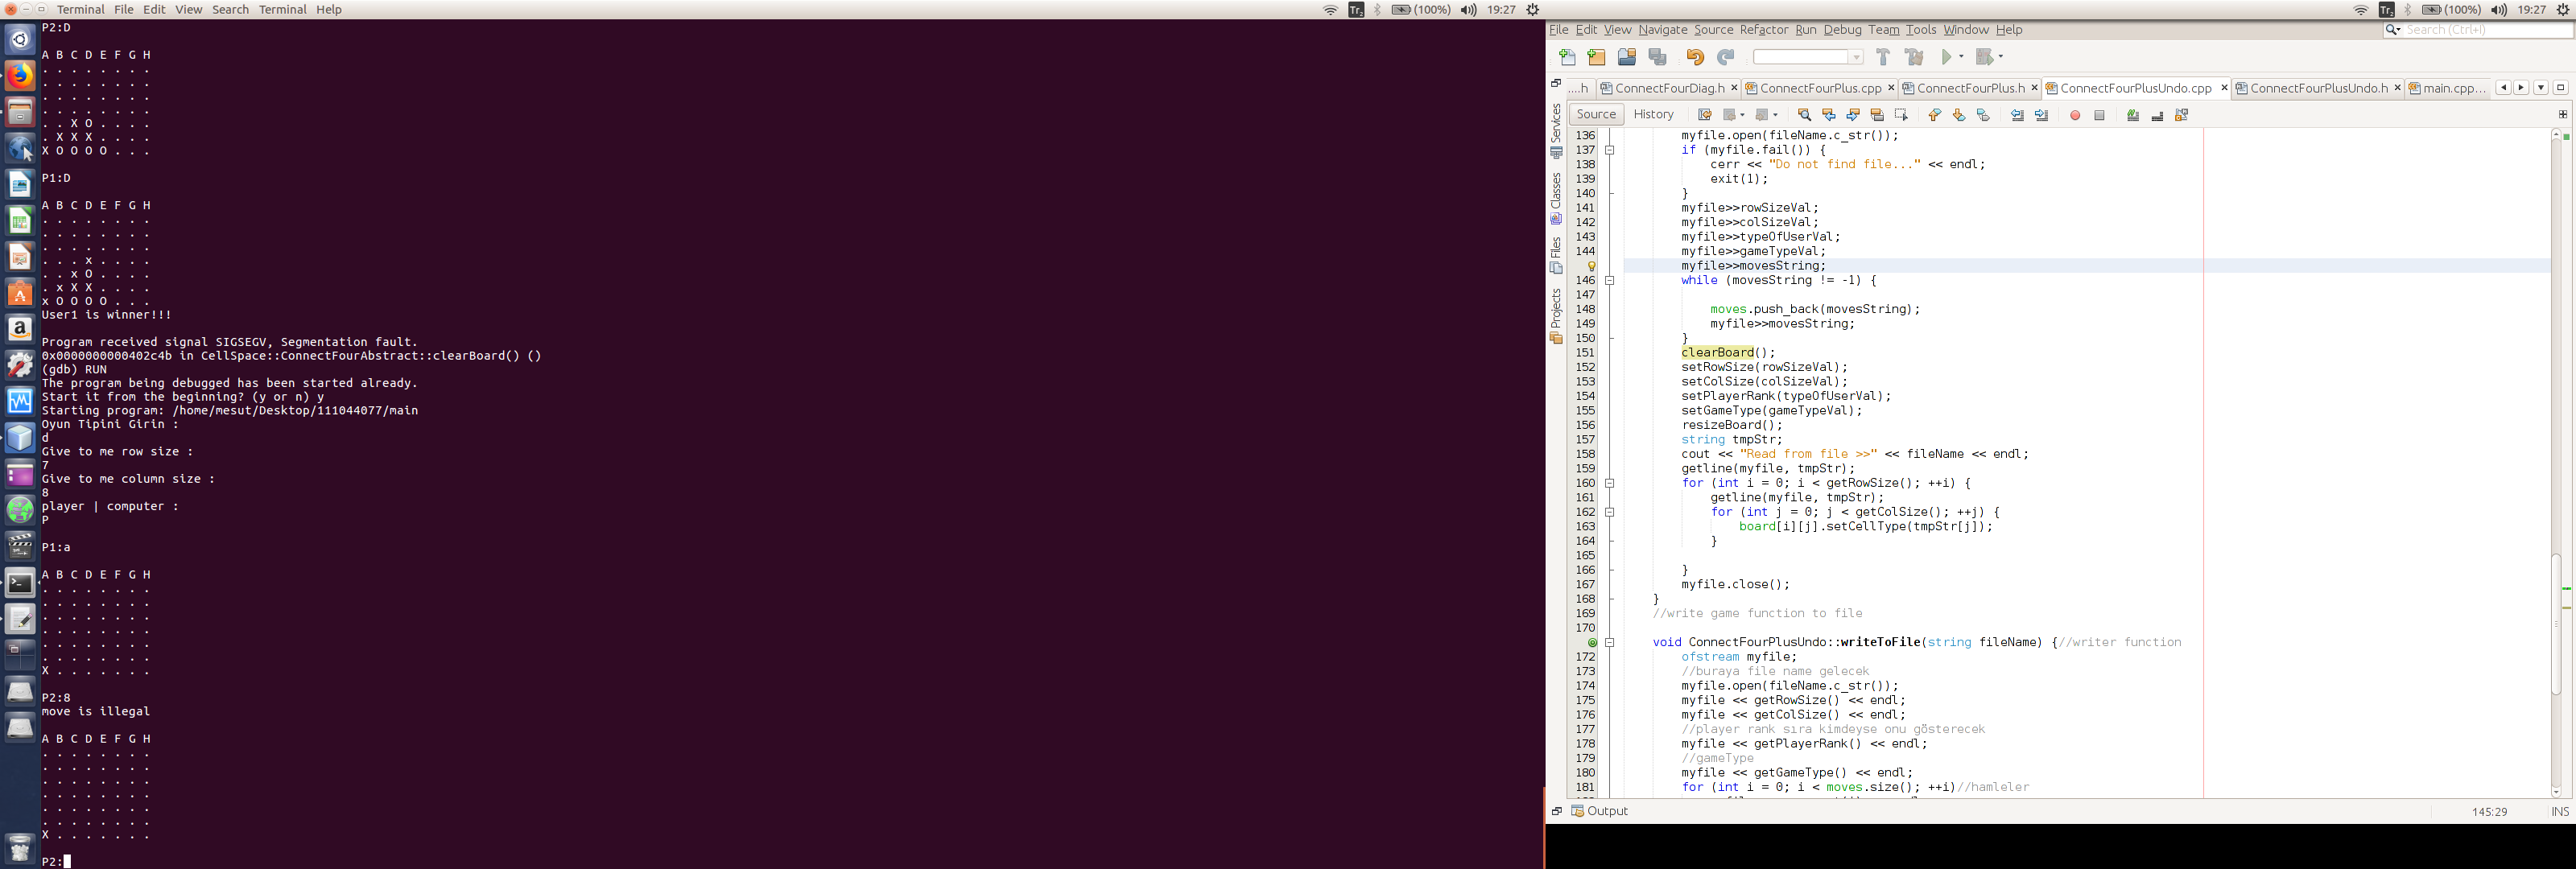 Terminal File Edit View Search Terminal Help
Tr2 (100%) 19:27
P2:D
A B C D E F G H
. . . . . . . .
. . . . . . . .
. . . . . . . .
. . . . . . . .
. . X O . . . .
. X X X . . . .
X O O O O . . .
P1:D
A B C D E F G H
. . . . . . . .
. . . . . . . .
. . . . . . . .
. . . x . . . .
. . x O . . . .
. x X X . . . .
x O O O O . . .
User1 is winner!!!
Program received signal SIGSEGV, Segmentation fault.
0x0000000000402c4b in CellSpace::ConnectFourAbstract::clearBoard() ()
(gdb) RUN
The program being debugged has been started already.
Start it from the beginning? (y or n) y
Starting program: /home/mesut/Desktop/111044077/main
Oyun Tipini Girin :
d
Give to me row size :
7
Give to me column size :
8
player | computer :
P
P1:a
A B C D E F G H
. . . . . . . .
. . . . . . . .
. . . . . . . .
. . . . . . . .
. . . . . . . .
. . . . . . . .
X . . . . . . .
P2:8
move is illegal
A B C D E F G H
. . . . . . . .
. . . . . . . .
. . . . . . . .
. . . . . . . .
. . . . . . . .
. . . . . . . .
X . . . . . . .
P2:
Tr2 (100%) 19:27
File Edit View Navigate Source Refactor Run Debug Team Tools Window Help
Search (Ctrl+I)
....h ConnectFourDiag.h ConnectFourPlus.cpp ConnectFourPlus.h ConnectFourPlusUndo.cpp ConnectFourPlusUndo.h main.cpp...
Source History
Services
Classes
Files
Projects
136 myfile.open(fileName.c_str());
137 if (myfile.fail()) {
138 cerr << "Do not find file..." << endl;
139 exit(1);
140 }
141 myfile>>rowSizeVal;
142 myfile>>colSizeVal;
143 myfile>>typeOfUserVal;
144 myfile>>gameTypeVal;
myfile>>movesString;
146 while (movesString != -1) {
147
148 moves.push_back(movesString);
149 myfile>>movesString;
150 }
151 clearBoard();
152 setRowSize(rowSizeVal);
153 setColSize(colSizeVal);
154 setPlayerRank(typeOfUserVal);
155 setGameType(gameTypeVal);
156 resizeBoard();
157 string tmpStr;
158 cout << "Read from file >>" << fileName << endl;
159 getline(myfile, tmpStr);
160 for (int i = 0; i < getRowSize(); ++i) {
161 getline(myfile, tmpStr);
162 for (int j = 0; j < getColSize(); ++j) {
163 board[i][j].setCellType(tmpStr[j]);
164 }
165
166 }
167 myfile.close();
168 }
169 //write game function to file
170
void ConnectFourPlusUndo::writeToFile(string fileName) {//writer function
172 ofstream myfile;
173 //buraya file name gelecek
174 myfile.open(fileName.c_str());
175 myfile << getRowSize() << endl;
176 myfile << getColSize() << endl;
177 //player rank sıra kimdeyse onu gösterecek
178 myfile << getPlayerRank() << endl;
179 //gameType
180 myfile << getGameType() << endl;
181 for (int i = 0; i < moves.size(); ++i)//hamleler
Output
145:29 INS